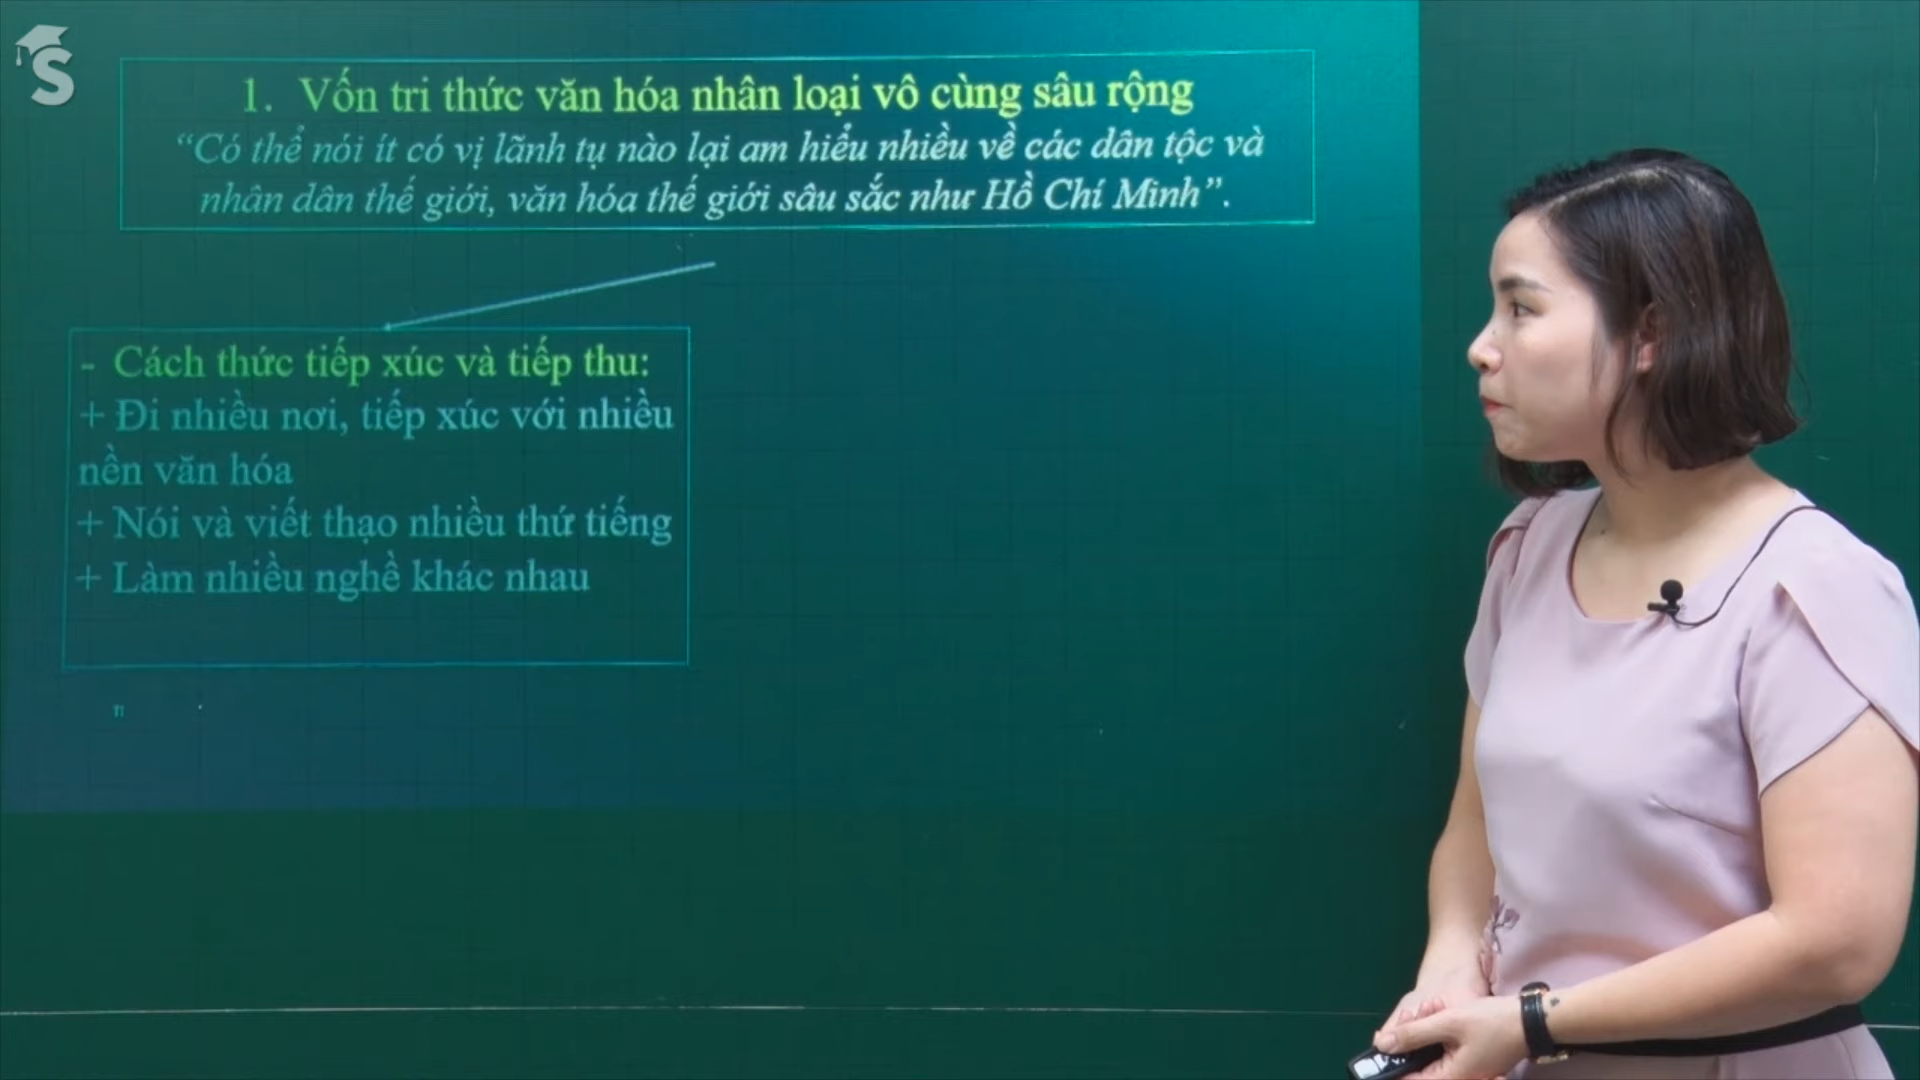 S
1. Vốn tri thức văn hóa nhân loại vô cùng sâu rộng
“Có thể nói ít có vị lãnh tụ nào lại am hiểu nhiều về các dân tộc và
nhân dân thế giới, văn hóa thế giới sâu sắc như Hồ Chí Minh”.
- Cách thức tiếp xúc và tiếp thu:
+ Đi nhiều nơi, tiếp xúc với nhiều
nền văn hóa
+ Nói và viết thạo nhiều thứ tiếng
+ Làm nhiều nghề khác nhau